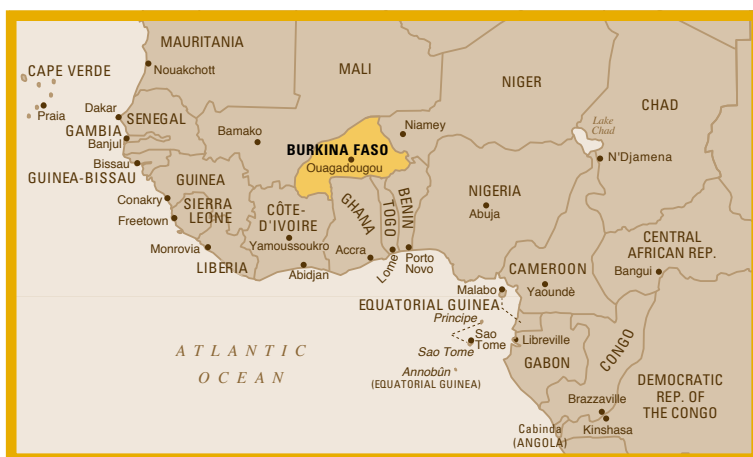 MAURITANIA
Nouakchott
MALI
NIGER
CHAD
CAPE VERDE
Praia
Dakar
SENEGAL
GAMBIA
Banjul
Bissau
GUINEA-BISSAU
Bamako
Niamey
Lake
Chad
N'Djamena
BURKINA FASO
Ouagadougou
GUINEA
Conakry
SIERRA
LEONE
Freetown
CÔTE-
D'IVOIRE
Yamoussoukro
GHANA
TOGO
BENIN
NIGERIA
Abuja
Monrovia
LIBERIA
Abidjan
Accra
Lome
Porto
Novo
CENTRAL
AFRICAN REP.
Bangui
CAMEROON
Yaoundè
Malabo
EQUATORIAL GUINEA
Principe
Sao
Tome
Sao Tome
Libreville
GABON
CONGO
Annobûn
(EQUATORIAL GUINEA)
ATLANTIC
OCEAN
DEMOCRATIC
REP. OF
THE CONGO
Brazzaville
Kinshasa
Cabinda
(ANGOLA)